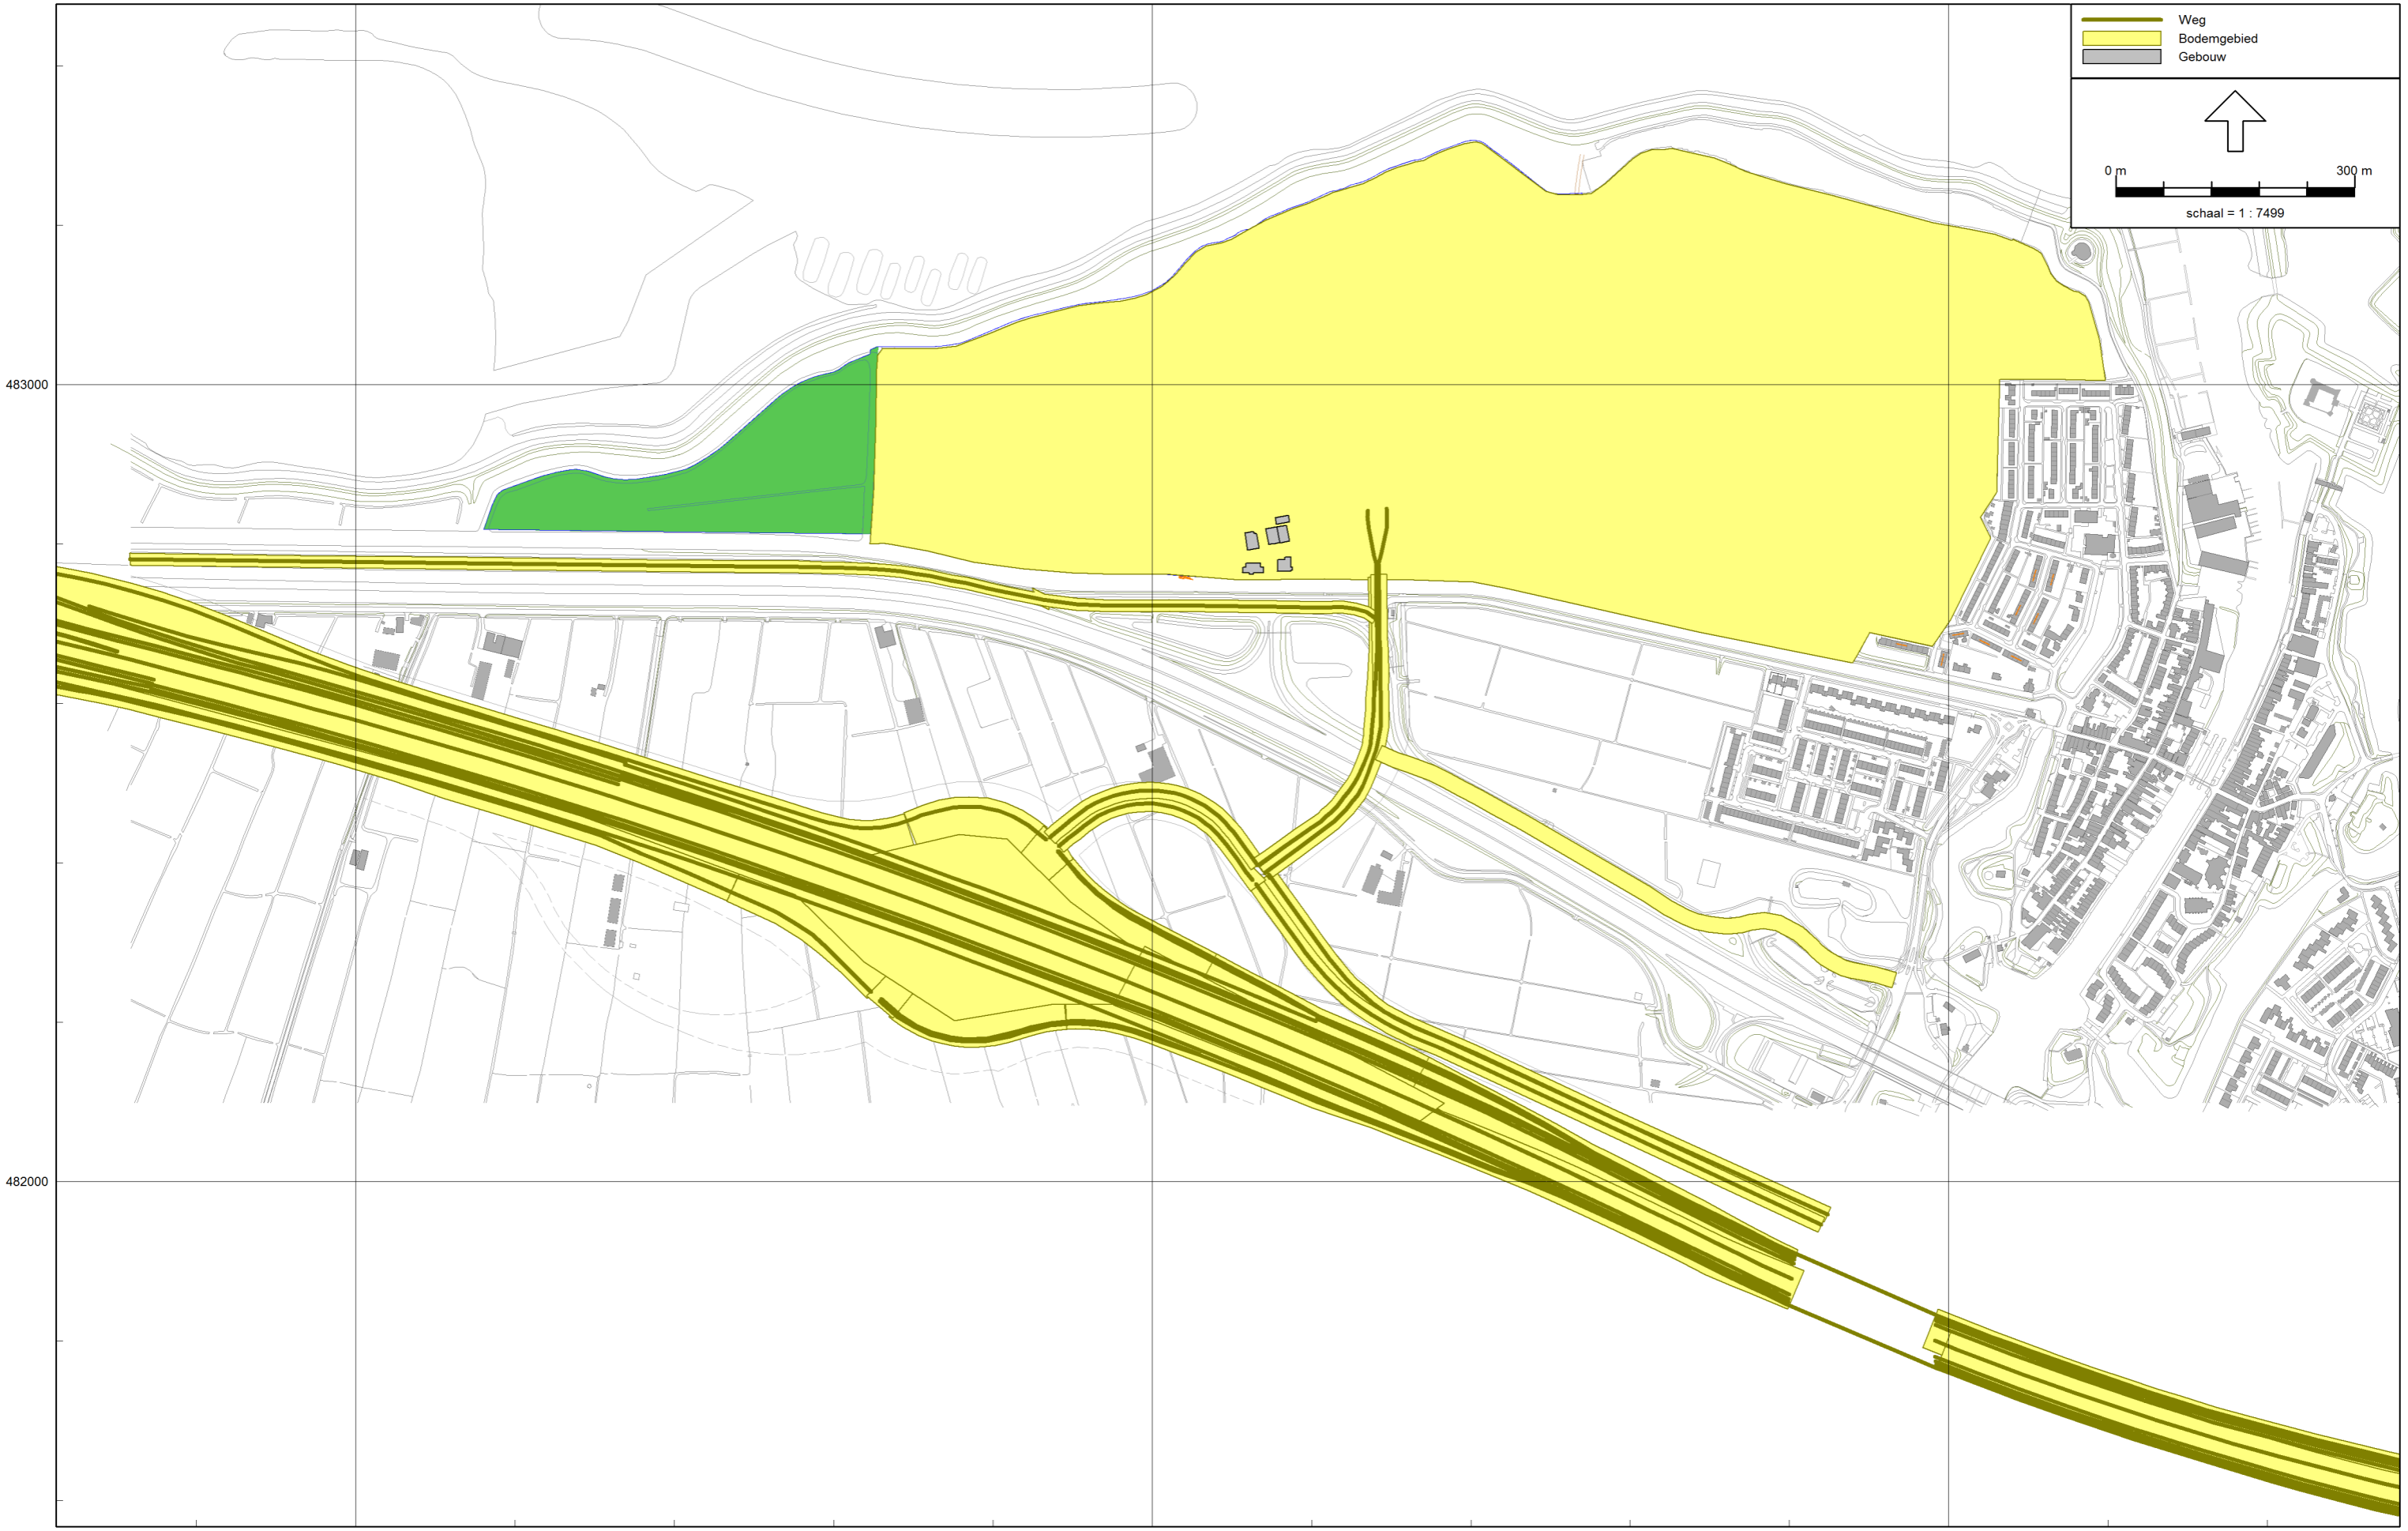 Weg
Bodemgebied
Gebouw
0 m 300 m
schaal = 1 : 7499
483000
482000